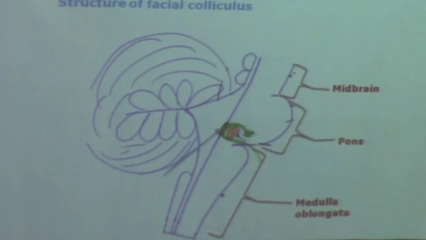 Structure of facial colliculus
Midbrain
Pons
Medulla
oblongata